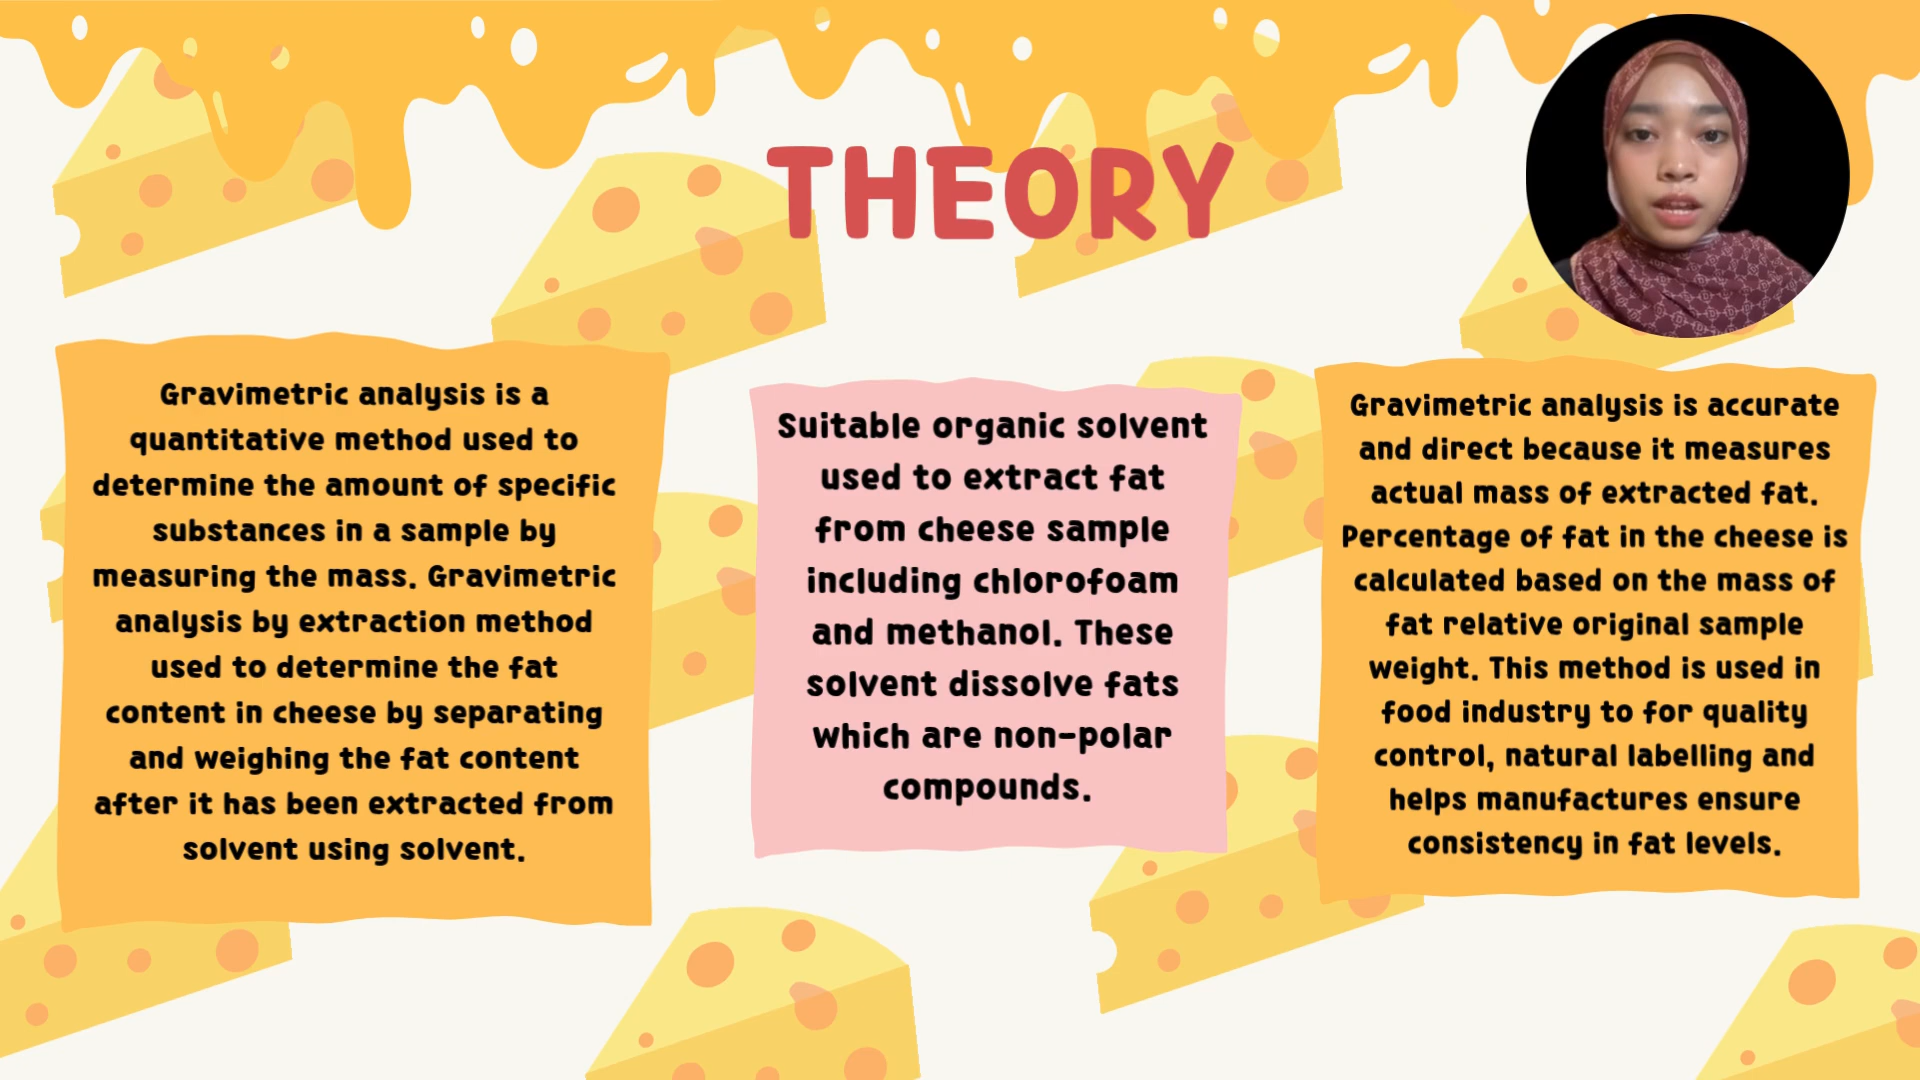 THEORY
Gravimetric analysis is a
quantitative method used to
determine the amount of specific
substances in a sample by
measuring the mass. Gravimetric
analysis by extraction method
used to determine the fat
content in cheese by separating
and weighing the fat content
after it has been extracted from
solvent using solvent.
Suitable organic solvent
used to extract fat
from cheese sample
including chlorofoam
and methanol. These
solvent dissolve fats
which are non-polar
compounds.
Gravimetric analysis is accurate
and direct because it measures
actual mass of extracted fat.
Percentage of fat in the cheese is
calculated based on the mass of
fat relative original sample
weight. This method is used in
food industry to for quality
control, natural labelling and
helps manufactures ensure
consistency in fat levels.